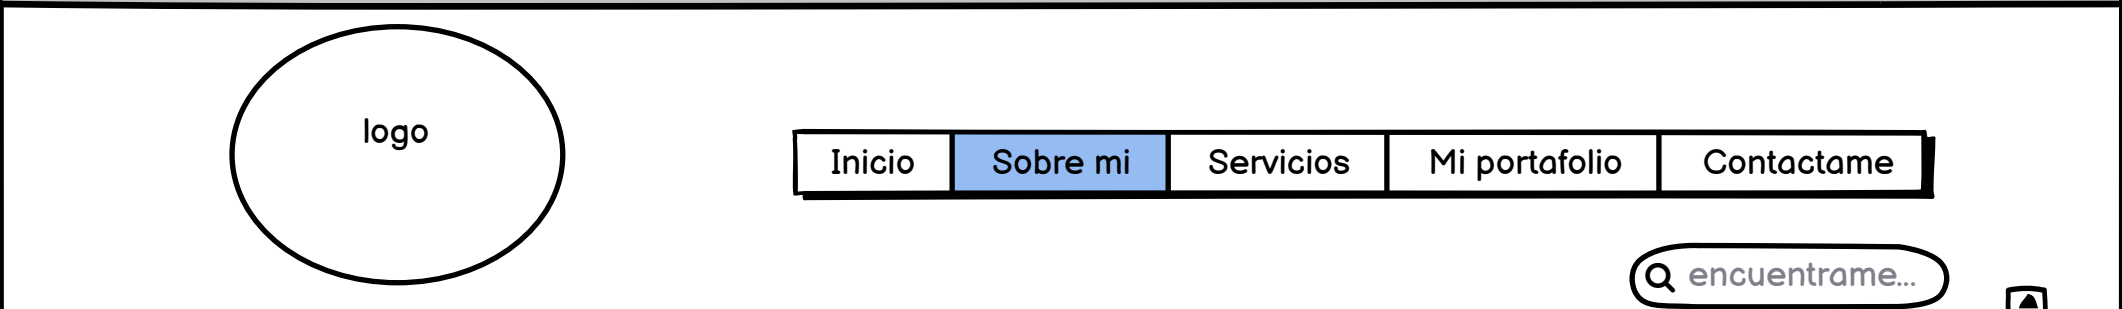 logo
Inicio Sobre mi Servicios Mi portafolio Contactame
encuentrame...